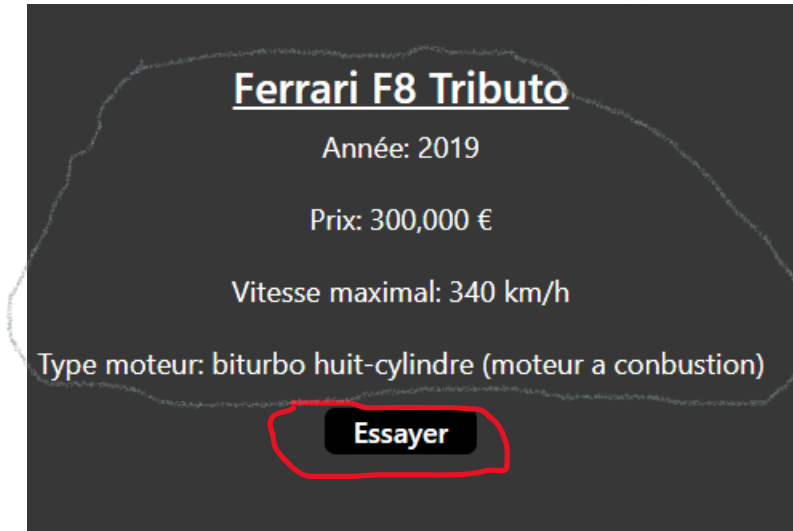 Ferrari F8 Tributo
Année: 2019
Prix: 300,000 €
Vitesse maximal: 340 km/h
Type moteur: biturbo huit-cylindre (moteur a conbustion)
Essayer